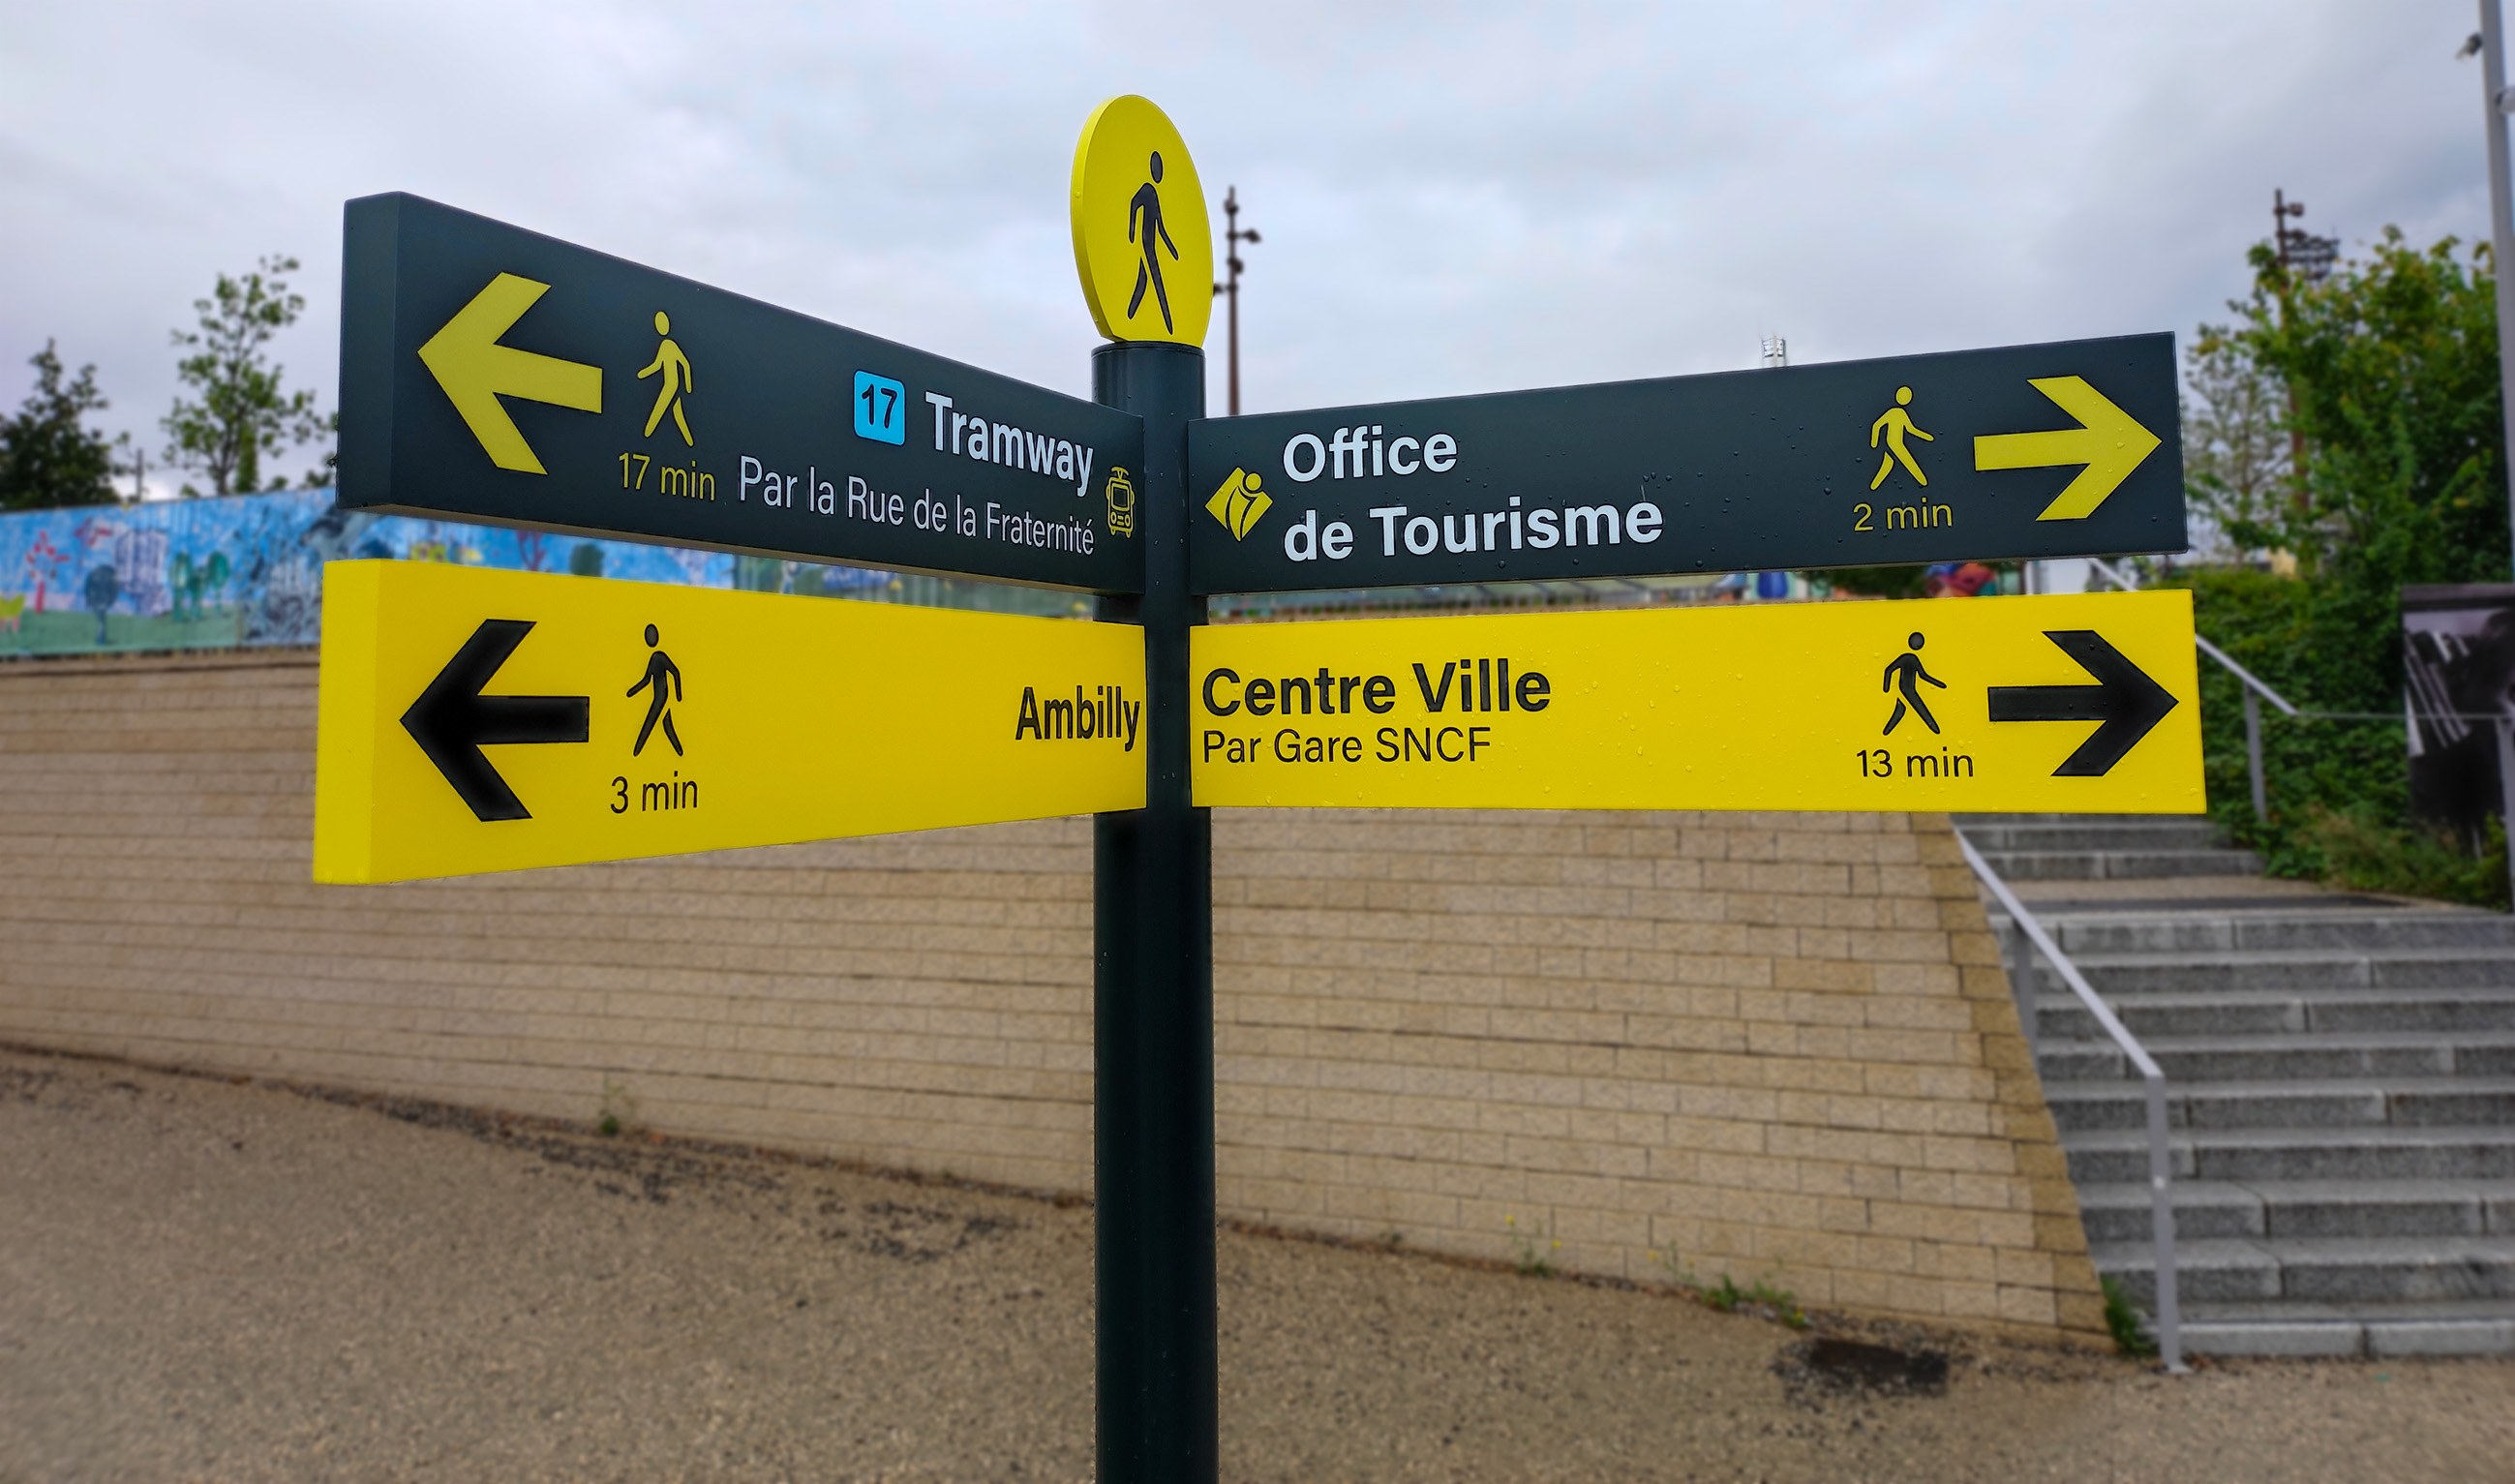 17 Tramway
17 min Par la Rue de la Fraternité
Office
de Tourisme
2 min
Ambilly
3 min
Centre Ville
Par Gare SNCF
13 min